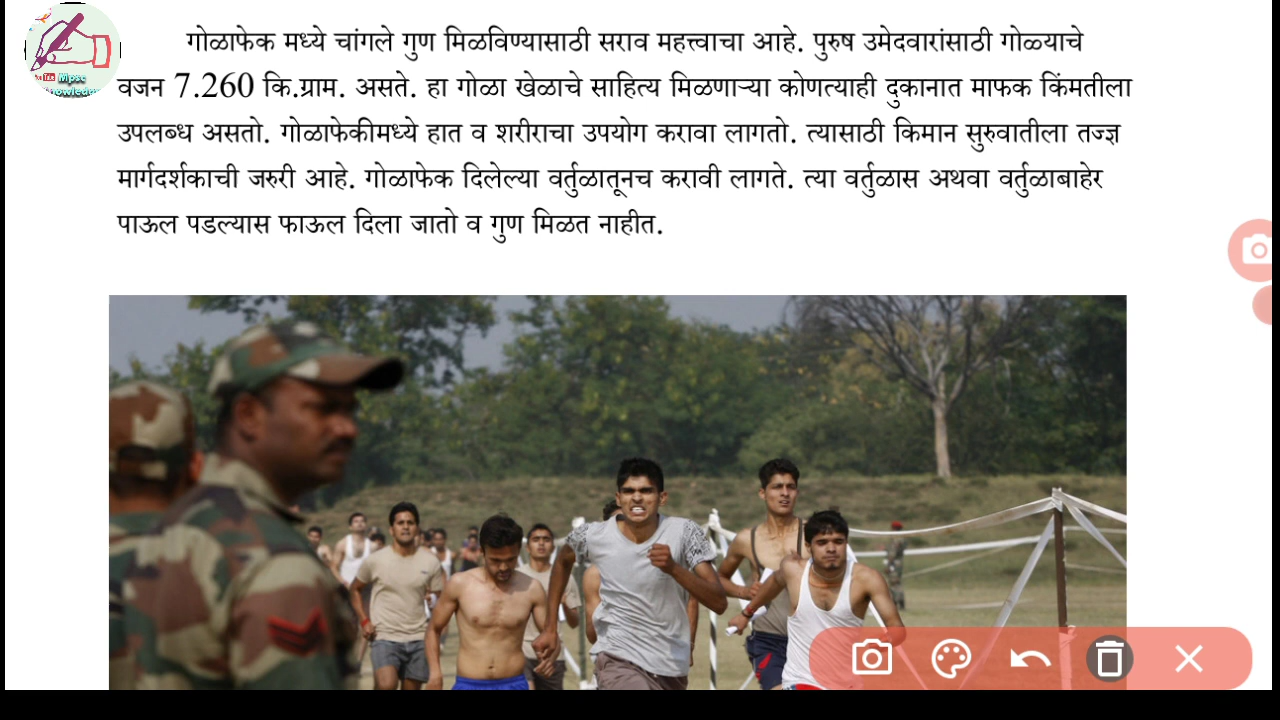 गोळाफेक मध्ये चांगले गुण मिळविण्यासाठी सराव महत्त्वाचा आहे. पुरुष उमेदवारांसाठी गोळ्याचे
वजन 7.260 कि.ग्राम. असते. हा गोळा खेळाचे साहित्य मिळणाऱ्या कोणत्याही दुकानात माफक किंमतीला
उपलब्ध असतो. गोळाफेकीमध्ये हात व शरीराचा उपयोग करावा लागतो. त्यासाठी किमान सुरुवातीला तज्ज्ञ
मार्गदर्शकाची जरुरी आहे. गोळाफेक दिलेल्या वर्तुळातूनच करावी लागते. त्या वर्तुळास अथवा वर्तुळाबाहेर
पाऊल पडल्यास फाऊल दिला जातो व गुण मिळत नाहीत.
Mpsc